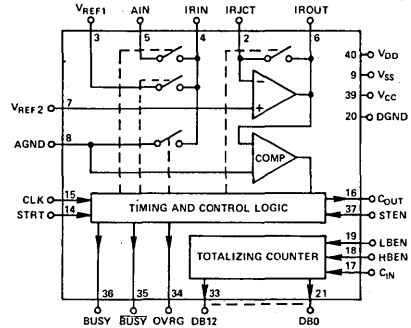 VREF1 AIN IRIN IRJCT IROUT
3 5 4 2 6
40 VDD
9 VSS
39 VCC
20 DGND
VREF2 7
AGND 8
− +
COMP
CLK 15
STRT 14
TIMING AND CONTROL LOGIC
16 COUT
37 STEN
TOTALIZING COUNTER
19 LBEN
18 HBEN
17 CIN
36 35 34 33 21
BUSY BUSY OVRG DB12 DB0